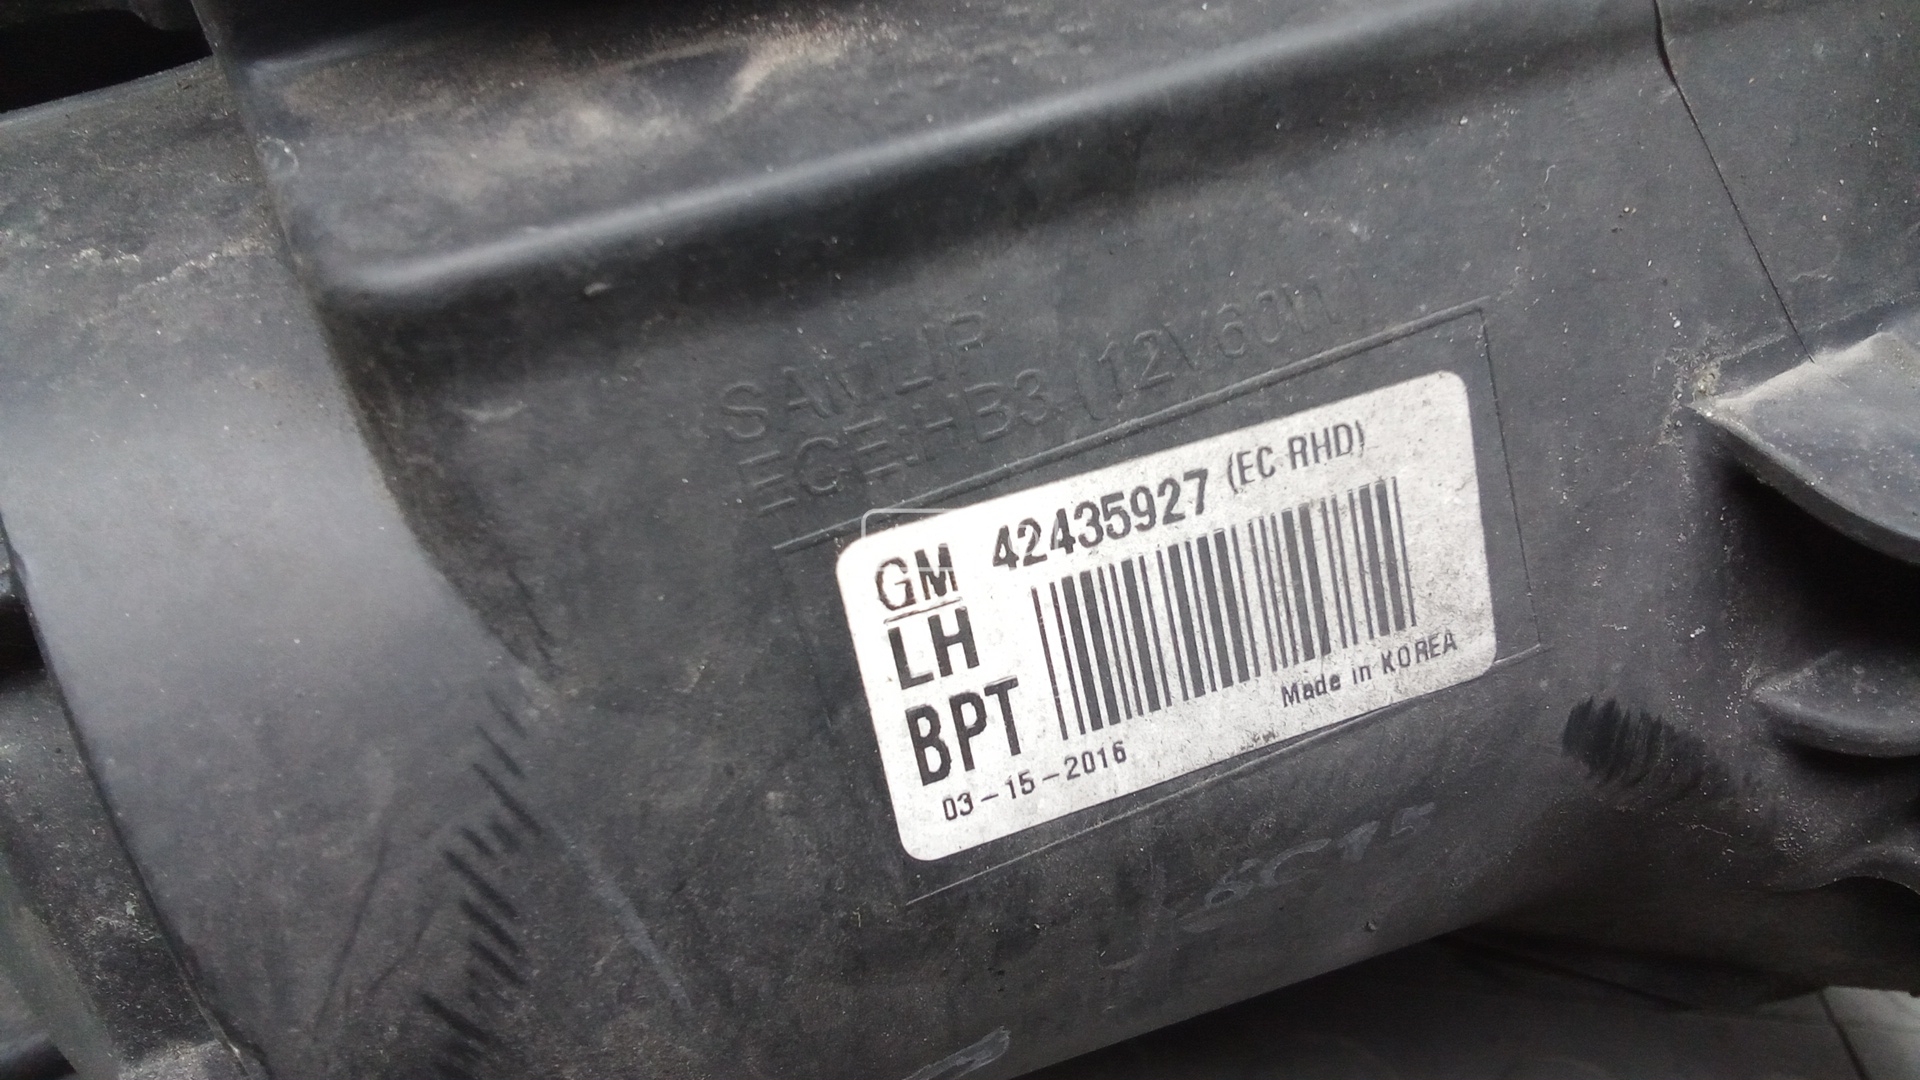 SAMLIP
ECE:HB3 (12V60W)
GM 42435927 (EC RHD)
LH
BPT
Made in KOREA
03-15-2016